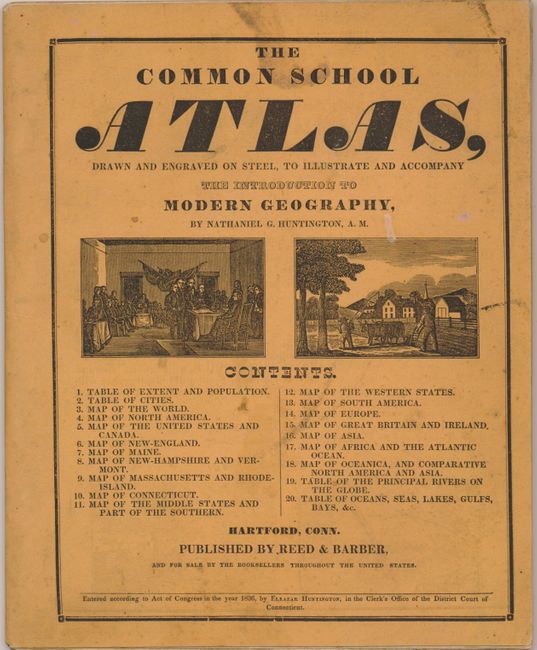 THE
COMMON SCHOOL
ATLAS,
DRAWN AND ENGRAVED ON STEEL, TO ILLUSTRATE AND ACCOMPANY
THE INTRODUCTION TO
MODERN GEOGRAPHY,
BY NATHANIEL G. HUNTINGTON, A. M.
CONTENTS.
1. TABLE OF EXTENT AND POPULATION.
2. TABLE OF CITIES.
3. MAP OF THE WORLD.
4. MAP OF NORTH AMERICA.
5. MAP OF THE UNITED STATES AND
CANADA.
6. MAP OF NEW-ENGLAND.
7. MAP OF MAINE.
8. MAP OF NEW-HAMPSHIRE AND VER-
MONT.
9. MAP OF MASSACHUSETTS AND RHODE-
ISLAND.
10. MAP OF CONNECTICUT.
11. MAP OF THE MIDDLE STATES AND
PART OF THE SOUTHERN.
12. MAP OF THE WESTERN STATES.
13. MAP OF SOUTH AMERICA.
14. MAP OF EUROPE.
15. MAP OF GREAT BRITAIN AND IRELAND.
16. MAP OF ASIA.
17. MAP OF AFRICA AND THE ATLANTIC
OCEAN.
18. MAP OF OCEANICA, AND COMPARATIVE
NORTH AMERICA AND ASIA.
19. TABLE OF THE PRINCIPAL RIVERS ON
THE GLOBE.
20. TABLE OF OCEANS, SEAS, LAKES, GULFS,
BAYS, &c.
HARTFORD, CONN.
PUBLISHED BY REED & BARBER,
AND FOR SALE BY THE BOOKSELLERS THROUGHOUT THE UNITED STATES.
Entered according to Act of Congress in the year 1836, by ELEAZAR HUNTINGTON, in the Clerk's Office of the District Court of
Connecticut.